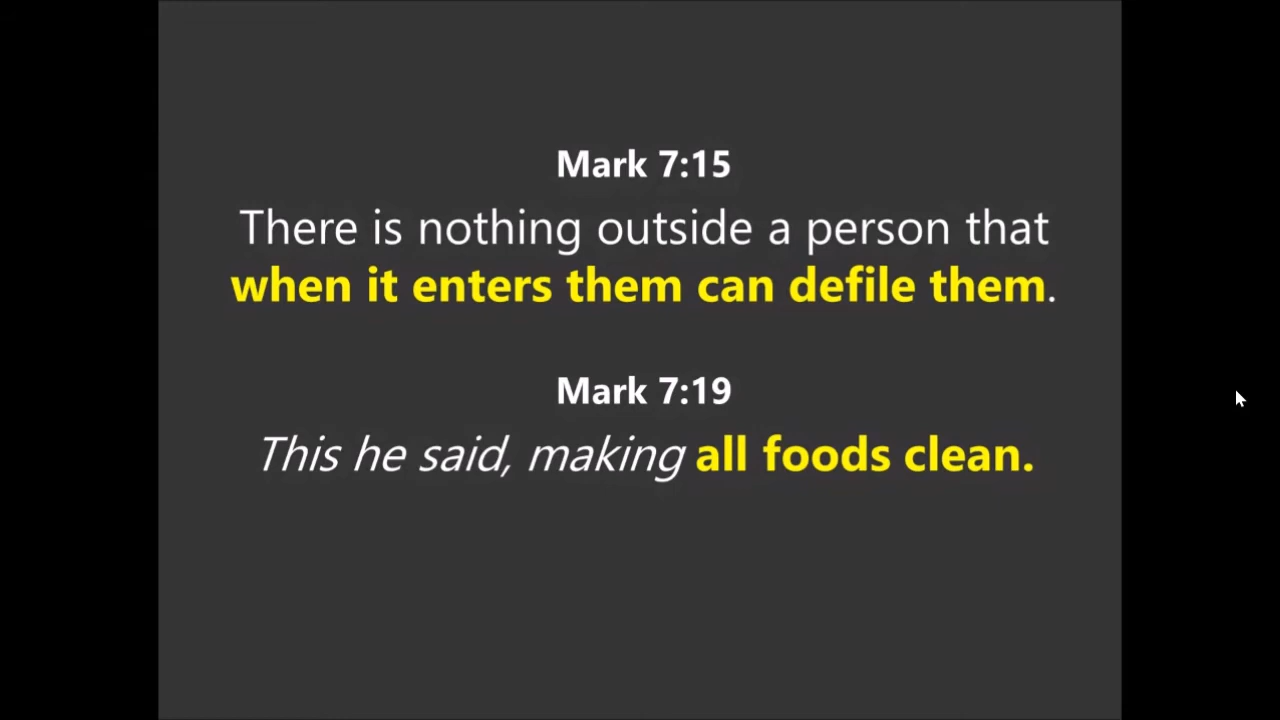 Mark 7:15
There is nothing outside a person that
when it enters them can defile them.
Mark 7:19
This he said, making all foods clean.